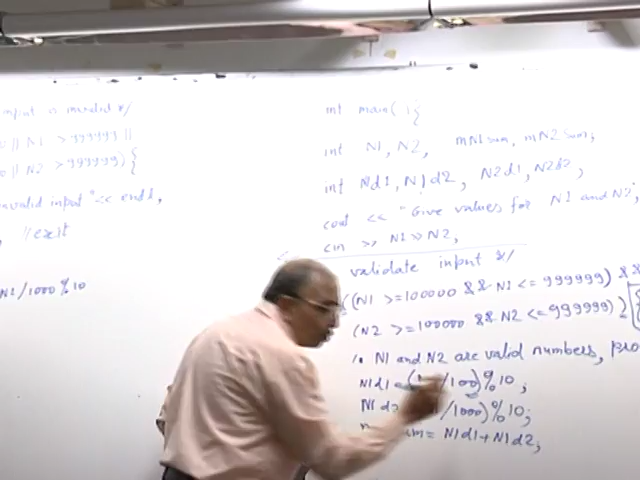 input is invalid */
0 || N1 > 999999 ||
0 || N2 > 999999) {
invalid input" << endl,
, //exit
N1/1000 % 10
int main( ) {
int N1, N2, mN1sum, mN2sum;
int N1d1, N1d2, N2d1, N2d2,
cout << "Give values for N1 and N2";
cin >> N1 >> N2,
validate input */
((N1 >= 100000 && N1 <= 999999) &&
(N2 >= 100000 && N2 <= 999999)) {
/. N1 and N2 are valid numbers,
N1d1 = ( /100) % 10 ;
N1d2 /1000) % 10;
= N1d1 + N1d2;